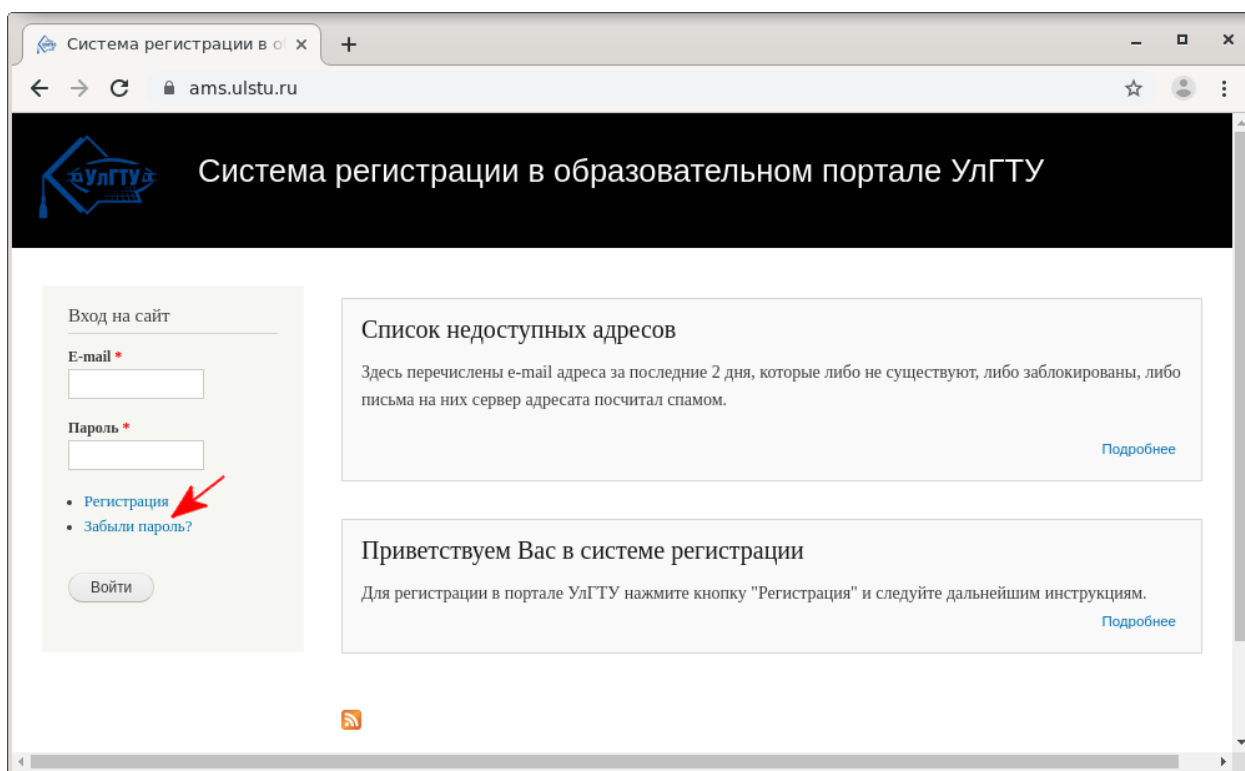 Система регистрации в о
ams.ulstu.ru
УлГТУ
Система регистрации в образовательном портале УлГТУ
Вход на сайт
E-mail *
Пароль *
Регистрация
Забыли пароль?
Войти
Список недоступных адресов
Здесь перечислены e-mail адреса за последние 2 дня, которые либо не существуют, либо заблокированы, либо
письма на них сервер адресата посчитал спамом.
Подробнее
Приветствуем Вас в системе регистрации
Для регистрации в портале УлГТУ нажмите кнопку "Регистрация" и следуйте дальнейшим инструкциям.
Подробнее